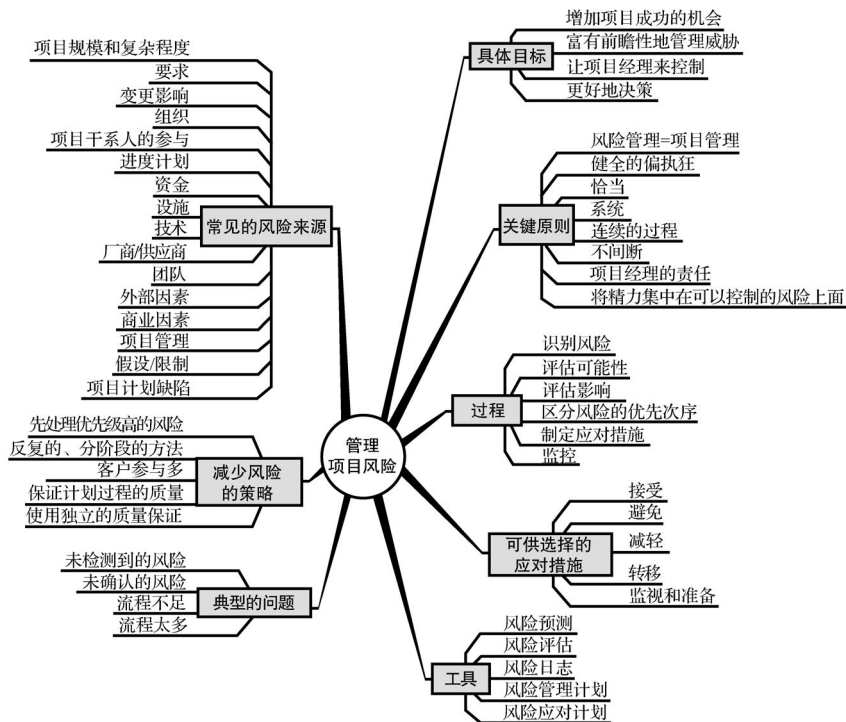 管理
项目风险
具体目标
增加项目成功的机会
富有前瞻性地管理威胁
让项目经理来控制
更好地决策
关键原则
风险管理=项目管理
健全的偏执狂
恰当
系统
连续的过程
不间断
项目经理的责任
将精力集中在可以控制的风险上面
过程
识别风险
评估可能性
评估影响
区分风险的优先次序
制定应对措施
监控
可供选择的
应对措施
接受
避免
减轻
转移
监视和准备
工具
风险预测
风险评估
风险日志
风险管理计划
风险应对计划
常见的风险来源
项目规模和复杂程度
要求
变更影响
组织
项目干系人的参与
进度计划
资金
设施
技术
厂商/供应商
团队
外部因素
商业因素
项目管理
假设/限制
项目计划缺陷
减少风险
的策略
先处理优先级高的风险
反复的、分阶段的方法
客户参与多
保证计划过程的质量
使用独立的质量保证
典型的问题
未检测到的风险
未确认的风险
流程不足
流程太多